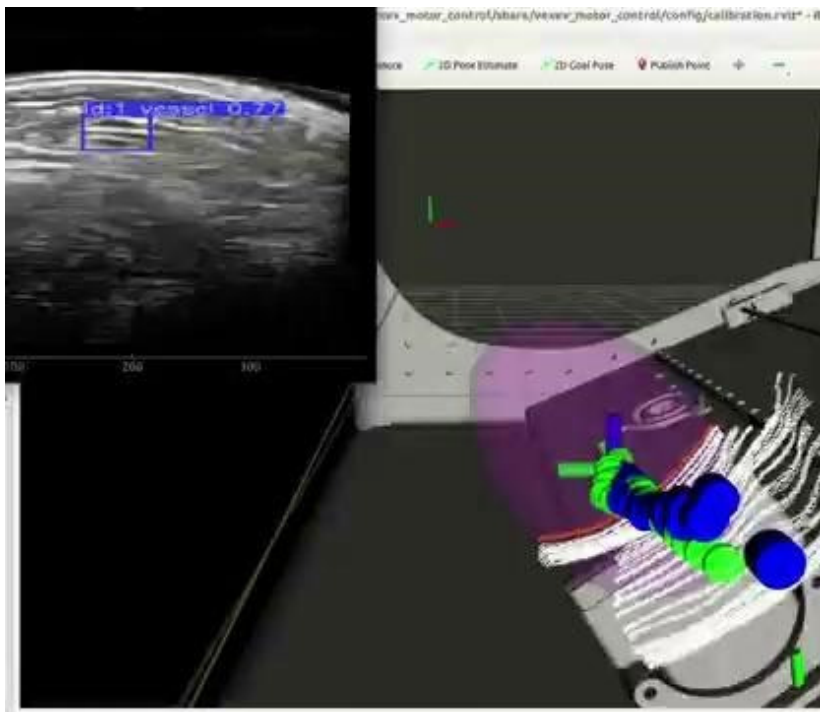 motor_control/share/vexev_motor_control/config/calibration.rviz* -
2D Pose Estimate
2D Goal Pose
Publish Point
id:1 vessel 0.77
200
300